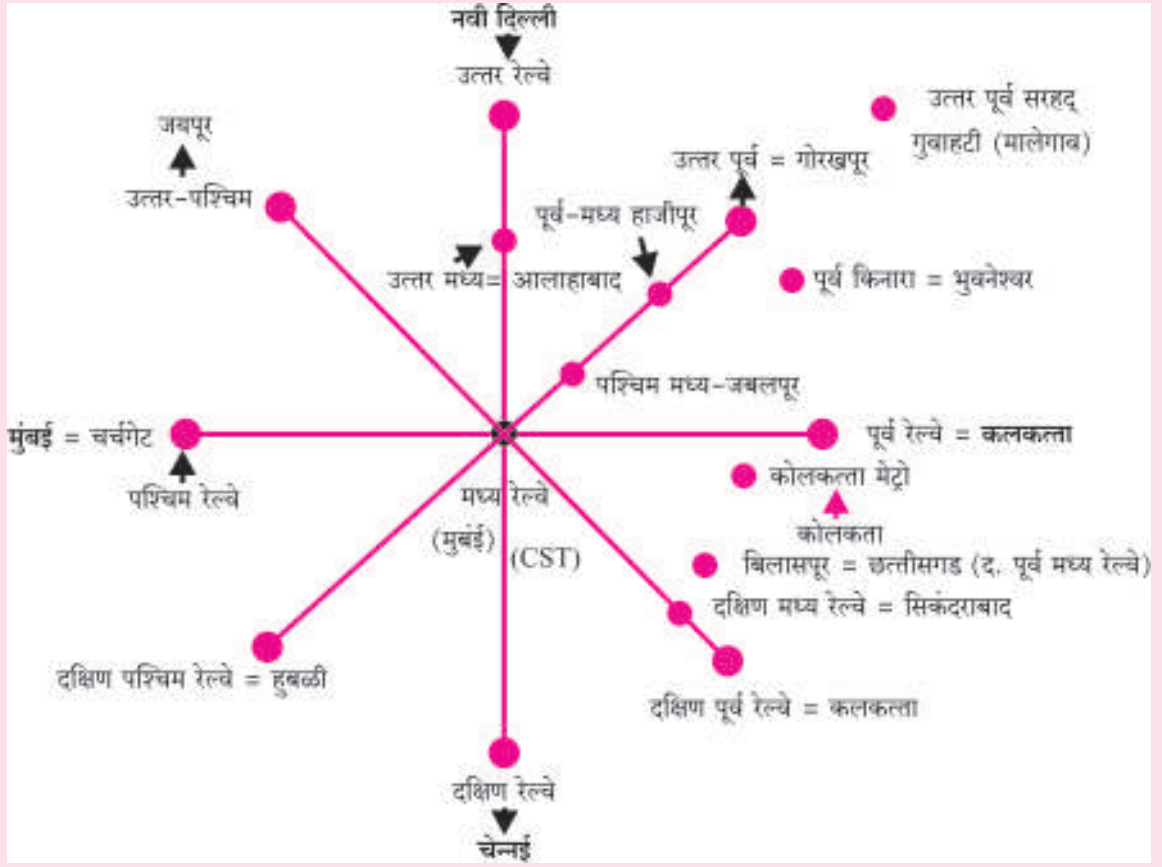 नवी दिल्ली
उत्तर रेल्वे
उत्तर पूर्व सरहद्
गुवाहटी (मालेगाव)
जयपूर
उत्तर पूर्व = गोरखपूर
उत्तर-पश्चिम
पूर्व-मध्य हाजीपूर
उत्तर मध्य= आलाहाबाद
पूर्व किनारा = भुवनेश्वर
पश्चिम मध्य-जबलपूर
मुंबई = चर्चगेट
पूर्व रेल्वे = कलकत्ता
पश्चिम रेल्वे
मध्य रेल्वे
(मुबंई)
(CST)
कोलकत्ता मेट्रो
कोलकता
बिलासपूर = छत्तीसगड (द. पूर्व मध्य रेल्वे)
दक्षिण मध्य रेल्वे = सिकंदराबाद
दक्षिण पश्चिम रेल्वे = हुबळी
दक्षिण पूर्व रेल्वे = कलकत्ता
दक्षिण रेल्वे
चेन्नई